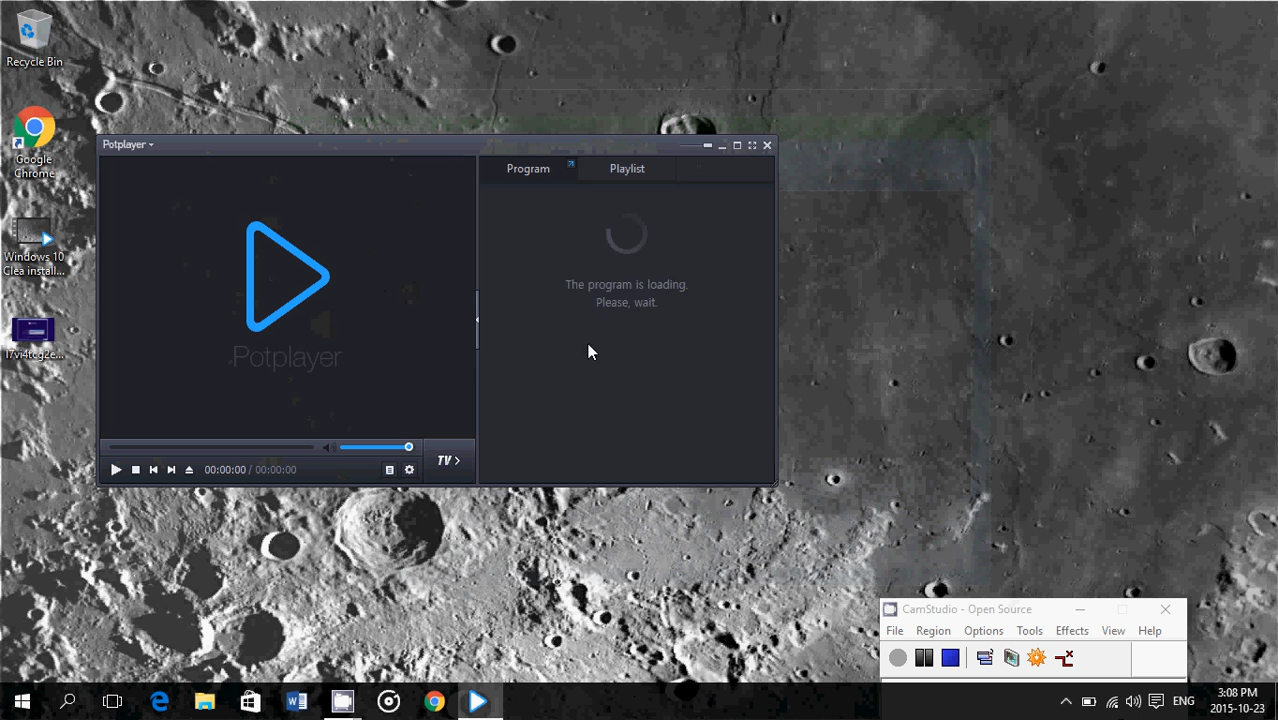 Recycle Bin
Google
Chrome
Windows 10
Clea install...
Potplayer
Program
Playlist
The program is loading.
Please, wait.
Potplayer
TV
00:00:00 / 00:00:00
CamStudio - Open Source
File Region Options Tools Effects View Help
ENG
3:08 PM
2015-10-23